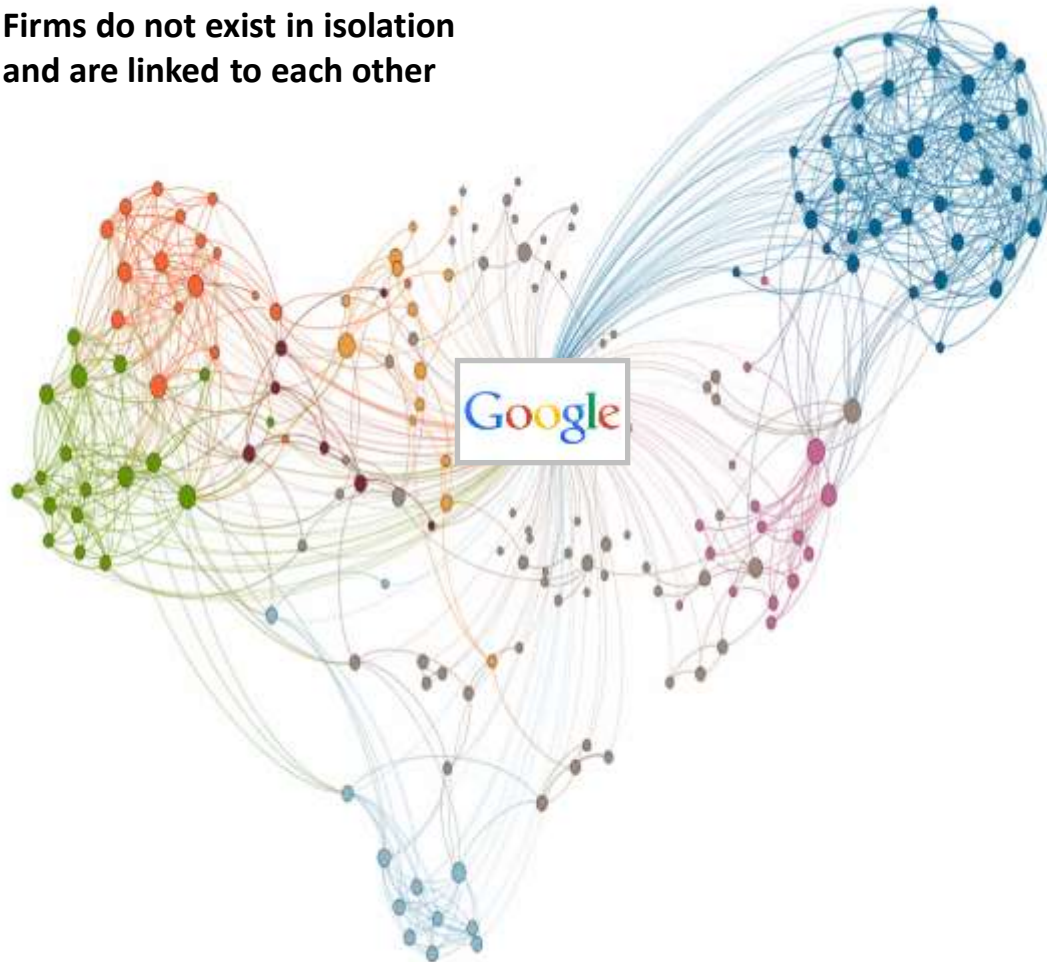 Firms do not exist in isolation
and are linked to each other
Google